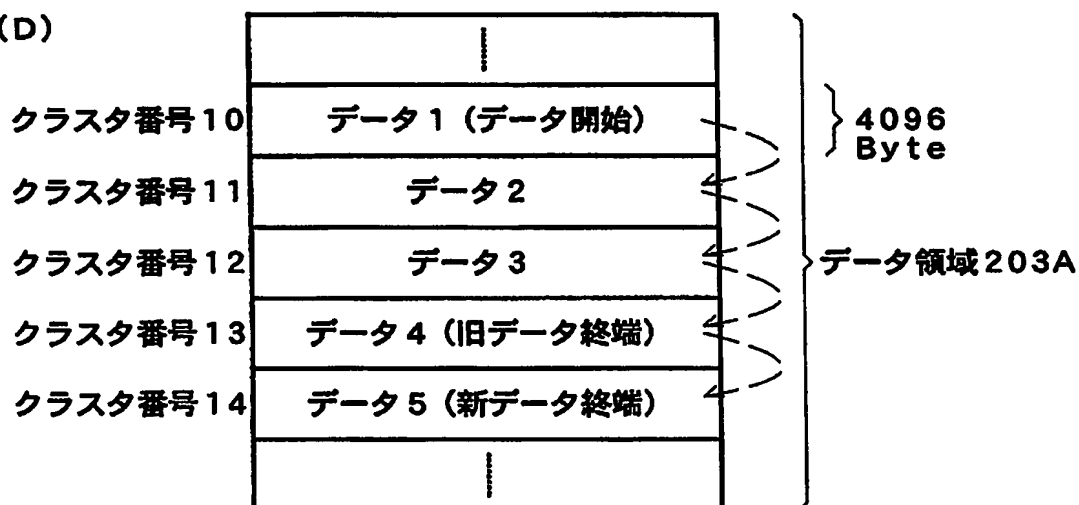 (D)
クラスタ番号10 データ1(データ開始) 4096
Byte
クラスタ番号11 データ2
クラスタ番号12 データ3 データ領域203A
クラスタ番号13 データ4(旧データ終端)
クラスタ番号14 データ5(新データ終端)